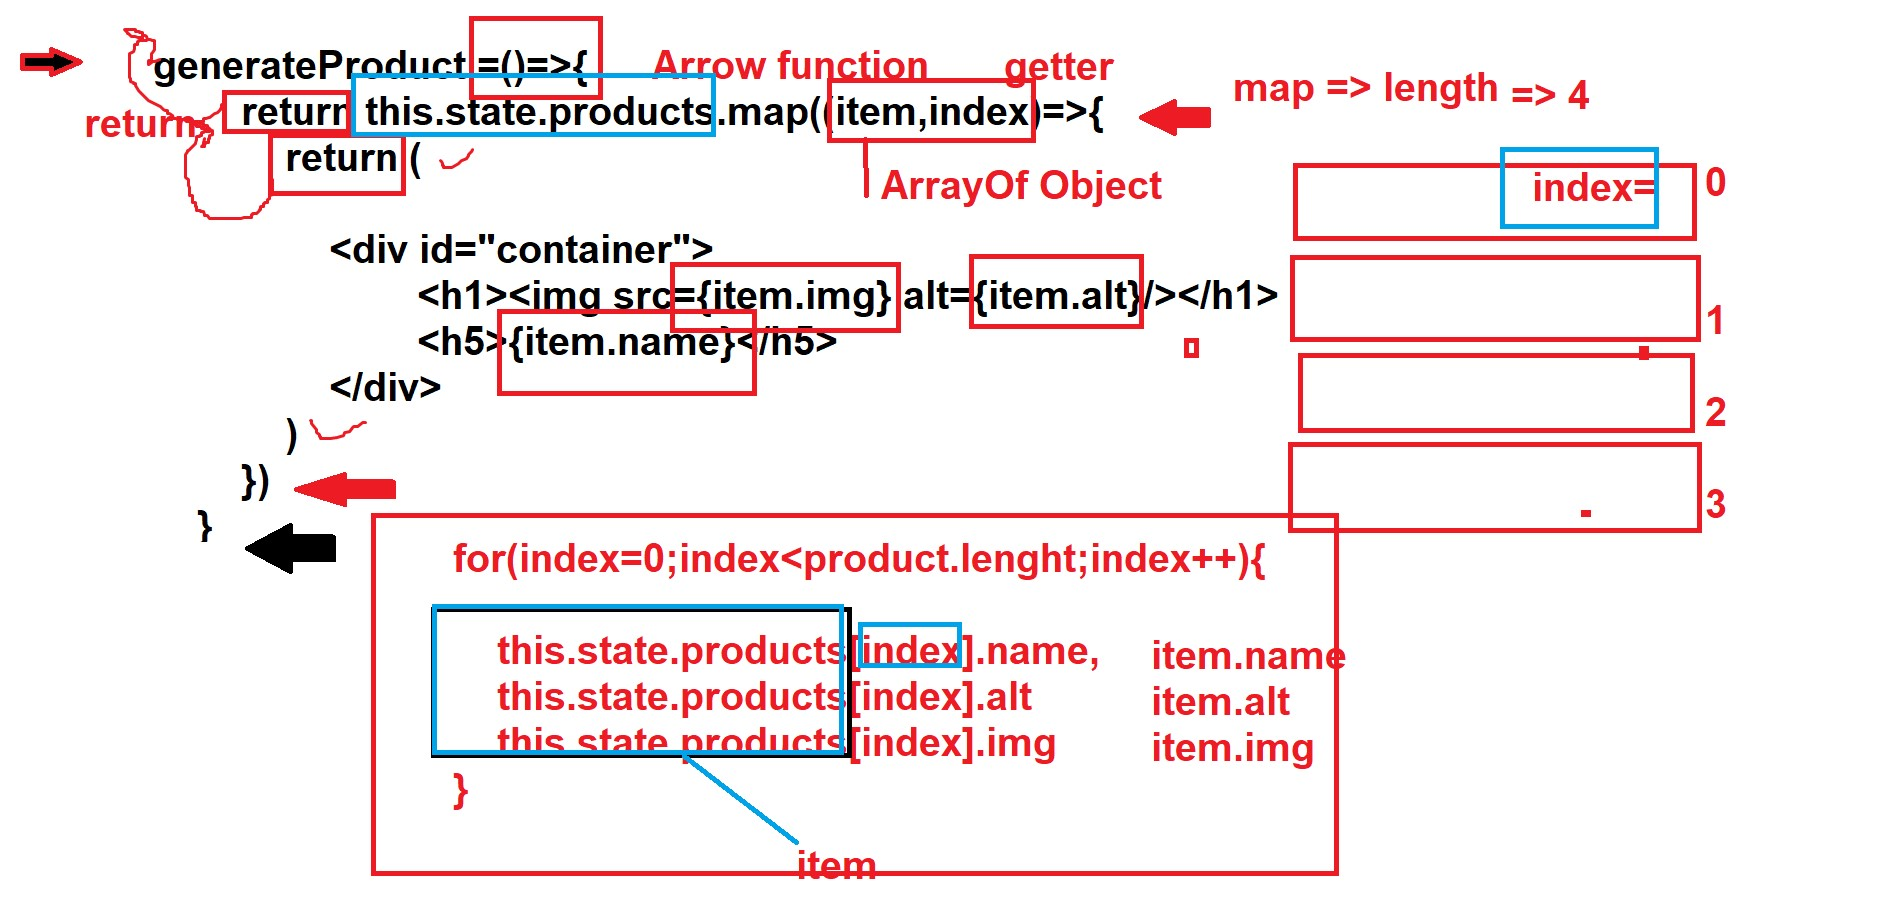 generateProduct =()=>{ Arrow function getter
return return this.state.products.map((item,index)=>{ map => length => 4
return (
ArrayOf Object
index= 0
<div id="container">
<h1><img src={item.img} alt={item.alt}/></h1>
1
<h5>{item.name}</h5>
</div>
2
)
})
3
}
for(index=0;index<product.lenght;index++){
this.state.products[index].name, item.name
this.state.products[index].alt item.alt
this.state.products[index].img item.img
}
item